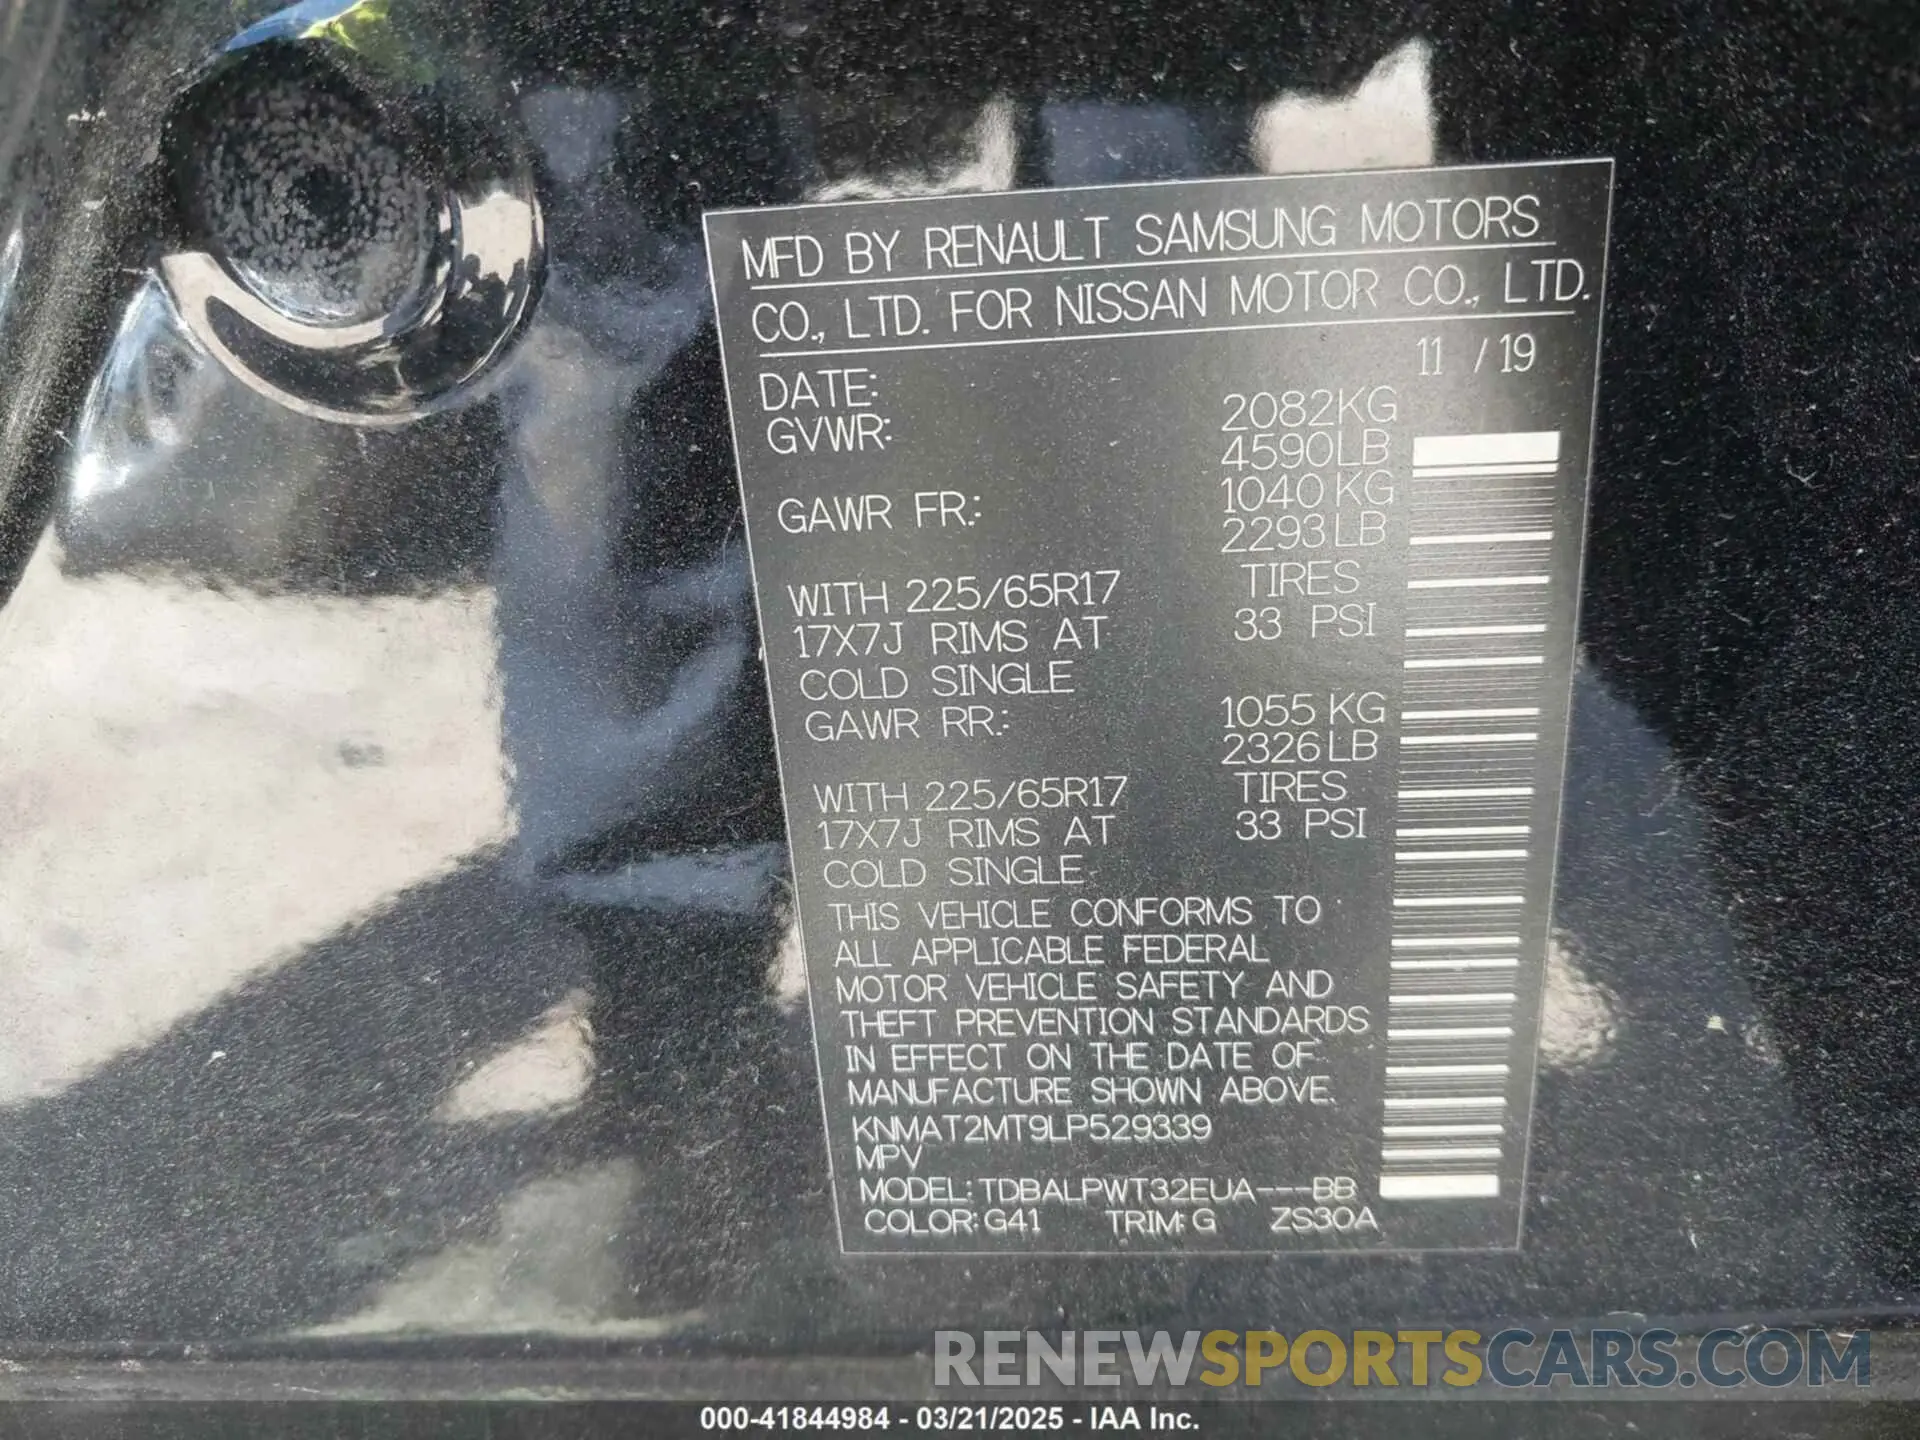 MFD BY RENAULT SAMSUNG MOTORS
CO., LTD. FOR NISSAN MOTOR CO., LTD.
DATE: 11 / 19
GVWR: 2082KG
4590LB
GAWR FR.: 1040 KG
2293LB
WITH 225/65R17 TIRES
17X7J RIMS AT 33 PSI
COLD SINGLE
GAWR RR.: 1055 KG
2326LB
WITH 225/65R17 TIRES
17X7J RIMS AT 33 PSI
COLD SINGLE
THIS VEHICLE CONFORMS TO
ALL APPLICABLE FEDERAL
MOTOR VEHICLE SAFETY AND
THEFT PREVENTION STANDARDS
IN EFFECT ON THE DATE OF
MANUFACTURE SHOWN ABOVE.
KNMAT2MT9LP529339
MPV
MODEL: TDBALPWT32EUA---BB
COLOR: G41 TRIM: G ZS30A
RENEWSPORTSCARS.COM
000-41844984 - 03/21/2025 - IAA Inc.